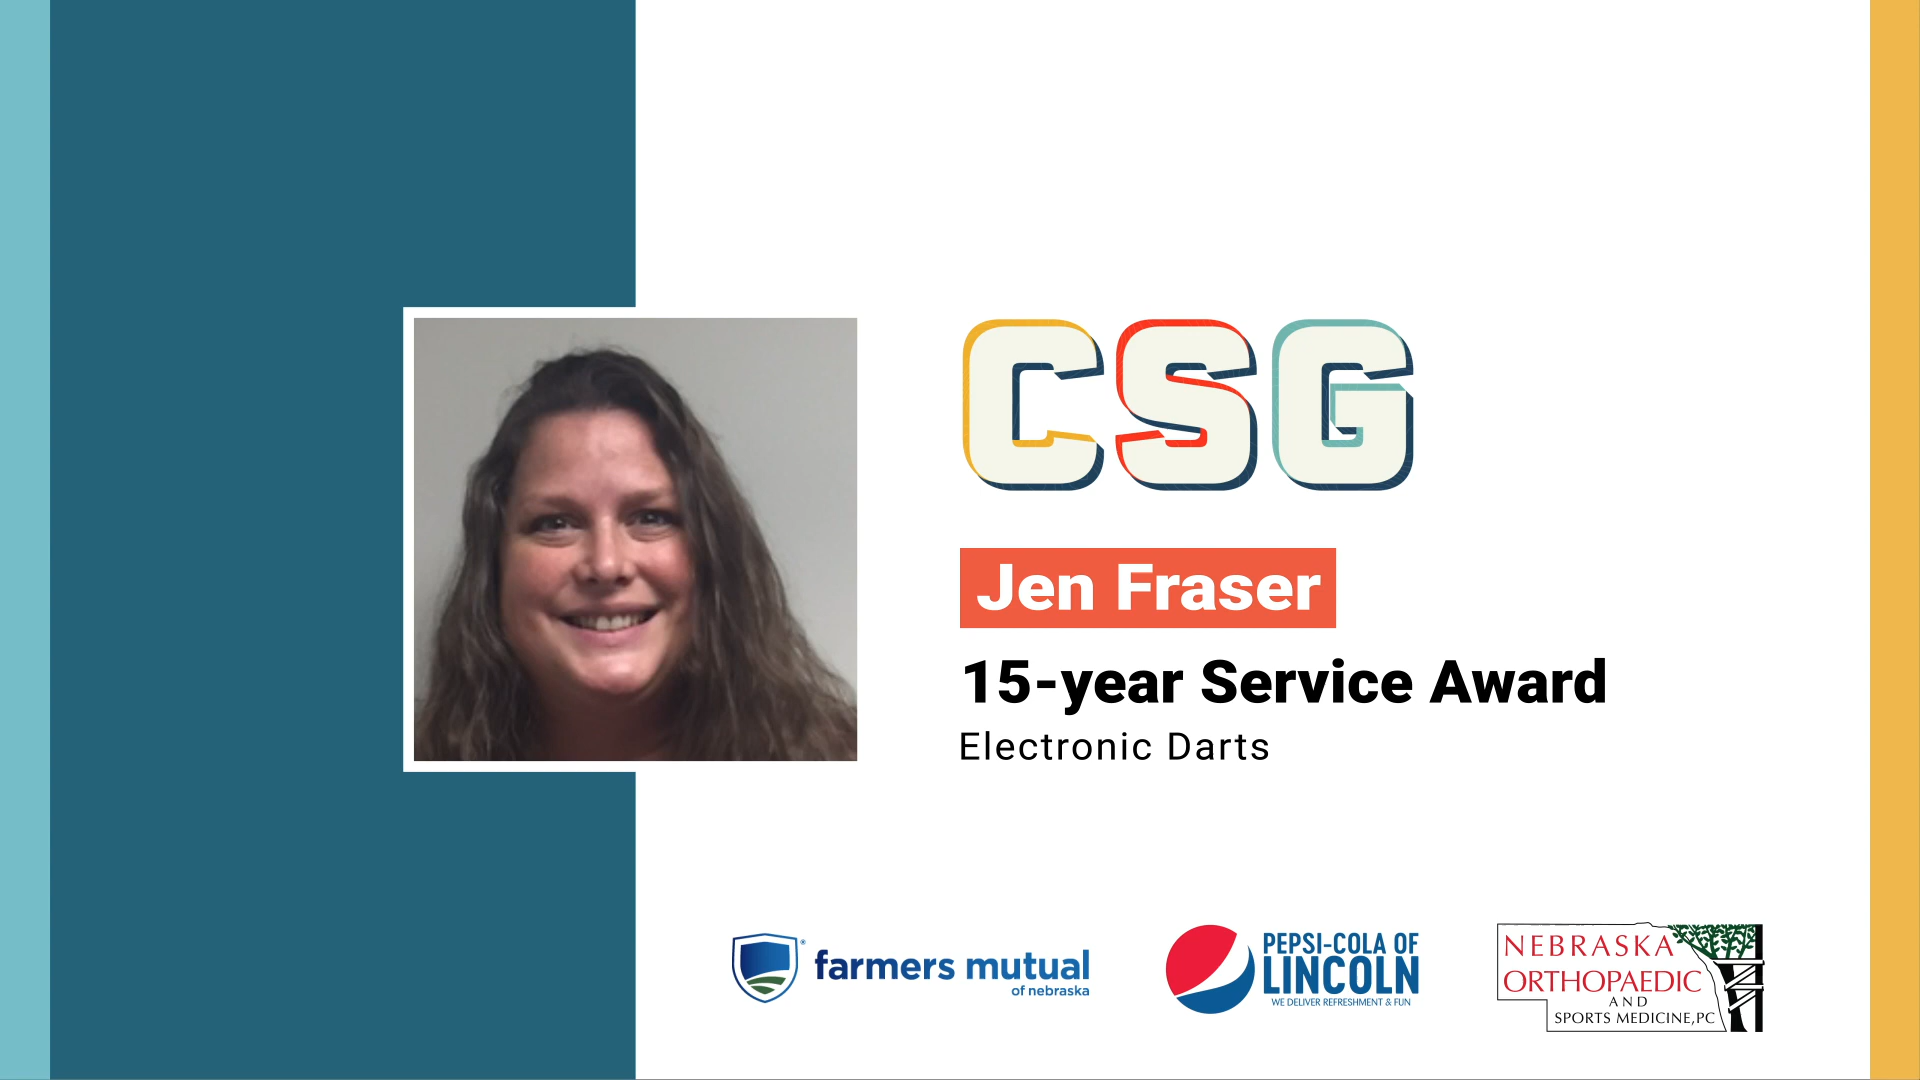 CSG
Jen Fraser
15-year Service Award
Electronic Darts
farmers mutual
of nebraska
PEPSI-COLA OF
LINCOLN
WE DELIVER REFRESHMENT & FUN
NEBRASKA
ORTHOPAEDIC
AND
SPORTS MEDICINE, PC